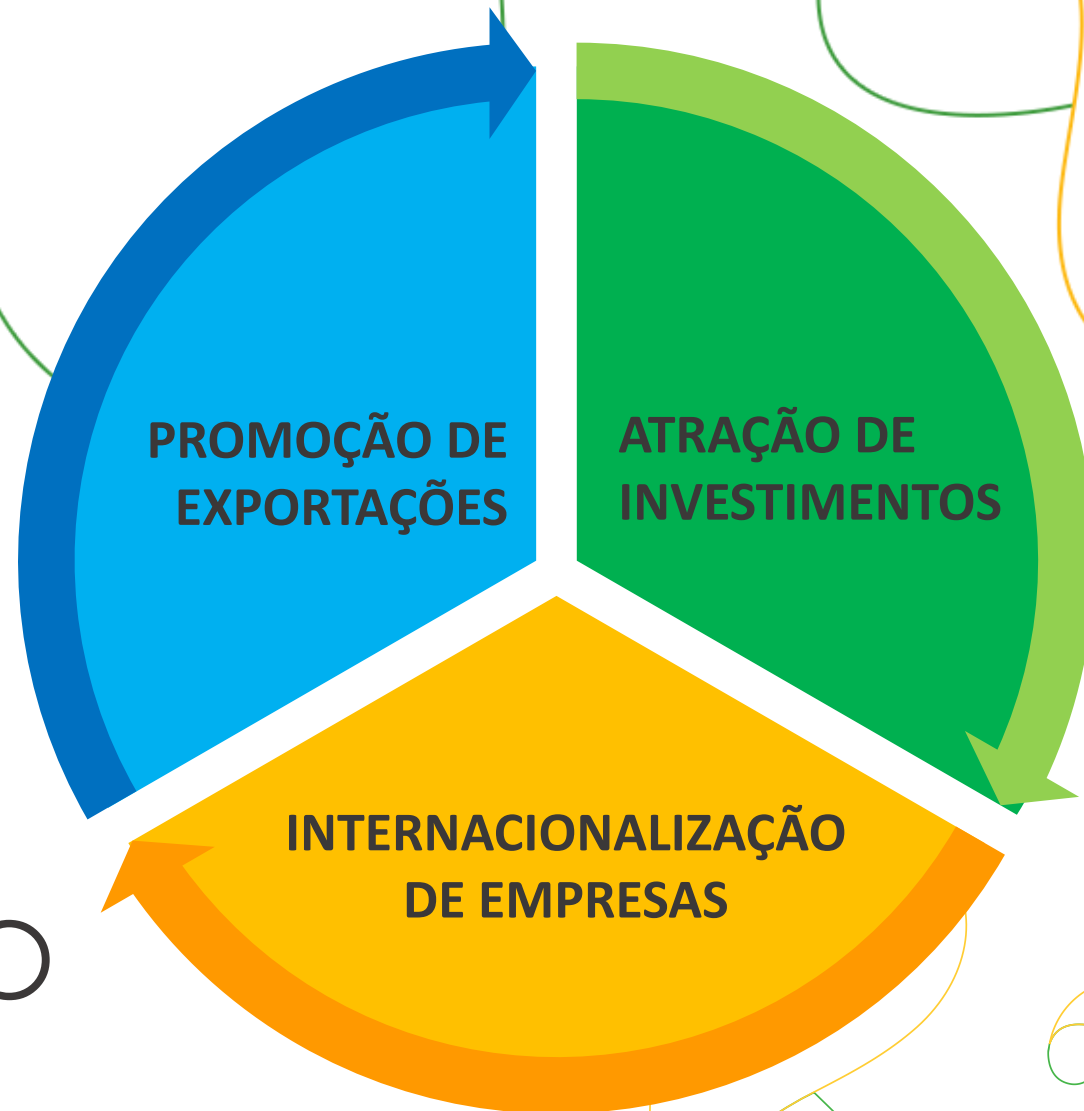 PROMOÇÃO DE
EXPORTAÇÕES
ATRAÇÃO DE
INVESTIMENTOS
INTERNACIONALIZAÇÃO
DE EMPRESAS